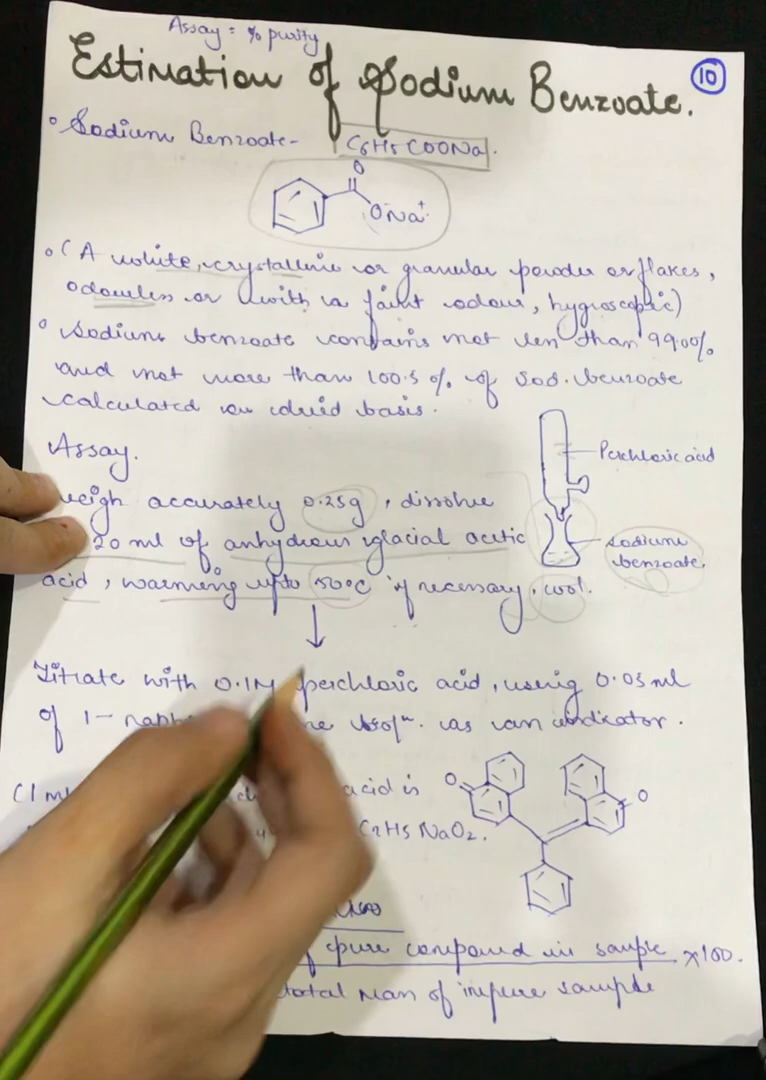 Assay = % purity
Estimation of Sodium Benzoate.
10
Sodium Benzoate- C6H5COONa.
O
O⁻Na⁺
(A white, crystalline or granular powder or flakes,
odourless or with a faint odour, hygroscopic)
Sodium benzoate contains not less than 99.00%
and not more than 100.5 % of Sod. benzoate
calculated on dried basis.
Assay.
weigh accurately 0.25g, dissolve
20 ml of anhydrous glacial acetic
acid, warming upto 50°C if necessary, cool.
Perchloric acid
Sodium
benzoate.
Titrate with 0.1M perchloric acid, using 0.05 ml
of 1- soln. as an indicator.
(1 ml acid is
C2H5NaO2.
O
O
pure compound in sample x100.
total mass of impure sample